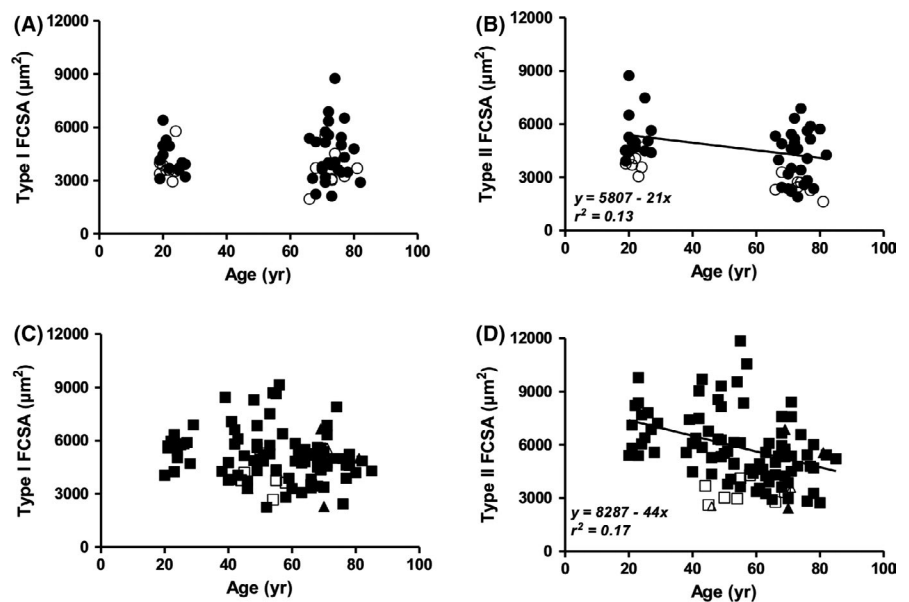 (A)
12000
9000
6000
3000
0
Type I FCSA (µm²)
0 20 40 60 80 100
Age (yr)
(B)
12000
9000
6000
3000
0
Type II FCSA (µm²)
y = 5807 - 21x
r² = 0.13
0 20 40 60 80 100
Age (yr)
(C)
12000
9000
6000
3000
0
Type I FCSA (µm²)
0 20 40 60 80 100
Age (yr)
(D)
12000
9000
6000
3000
0
Type II FCSA (µm²)
y = 8287 - 44x
r² = 0.17
0 20 40 60 80 100
Age (yr)